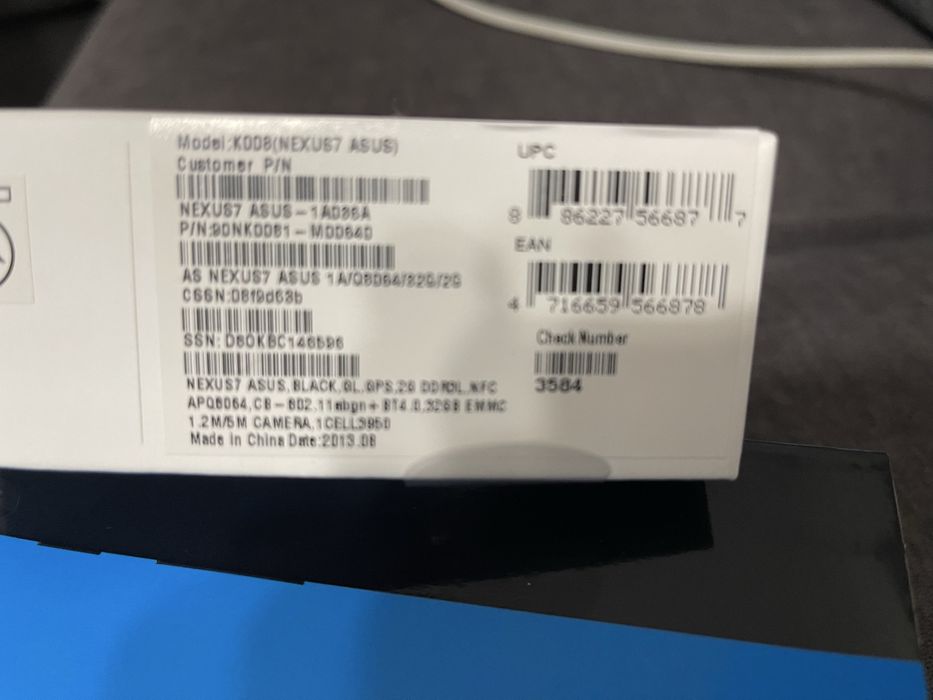 Model:K008(NEXUS7 ASUS)
Customer P/N
NEXUS7 ASUS-1A036A
P/N:90NK0081-M00640
AS NEXUS7 ASUS 1A/Q8064/32G/2G
CSSN:08f9d63b
SSN: D8OKBC146596
NEXUS7 ASUS,BLACK,GL,GPS,2G DDR3L,NFC
APQ8064,CB-802.11abgn+BT4.0,32GB EMMC
1.2M/5M CAMERA,1CELL3950
Made in China Date:2013.08
UPC
8 86227 56687 7
EAN
4 716659 566878
Check Number
3584